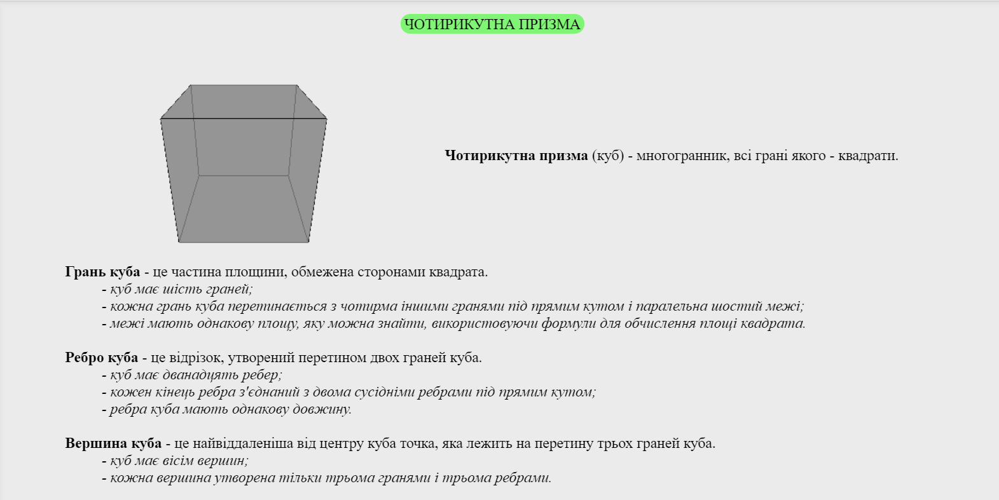 ЧОТИРИКУТНА ПРИЗМА
Чотирикутна призма (куб) - многогранник, всі грані якого - квадрати.
Грань куба - це частина площини, обмежена сторонами квадрата.
- куб має шість граней;
- кожна грань куба перетинається з чотирма іншими гранями під прямим кутом і паралельна шостий межі;
- межі мають однакову площу, яку можна знайти, використовуючи формули для обчислення площі квадрата.
Ребро куба - це відрізок, утворений перетином двох граней куба.
- куб має дванадцять ребер;
- кожен кінець ребра з'єднаний з двома сусідніми ребрами під прямим кутом;
- ребра куба мають однакову довжину.
Вершина куба - це найвіддаленіша від центру куба точка, яка лежить на перетину трьох граней куба.
- куб має вісім вершин;
- кожна вершина утворена тільки трьома гранями і трьома ребрами.